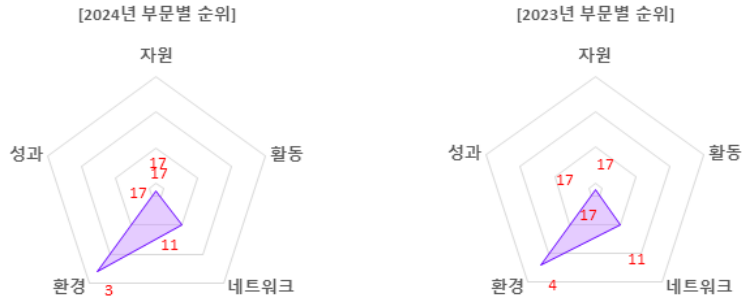 [2024년 부문별 순위]
자원
성과
활동
17
17
17
11
환경
3
네트워크
[2023년 부문별 순위]
자원
성과
활동
17
17
17
11
환경
4
네트워크